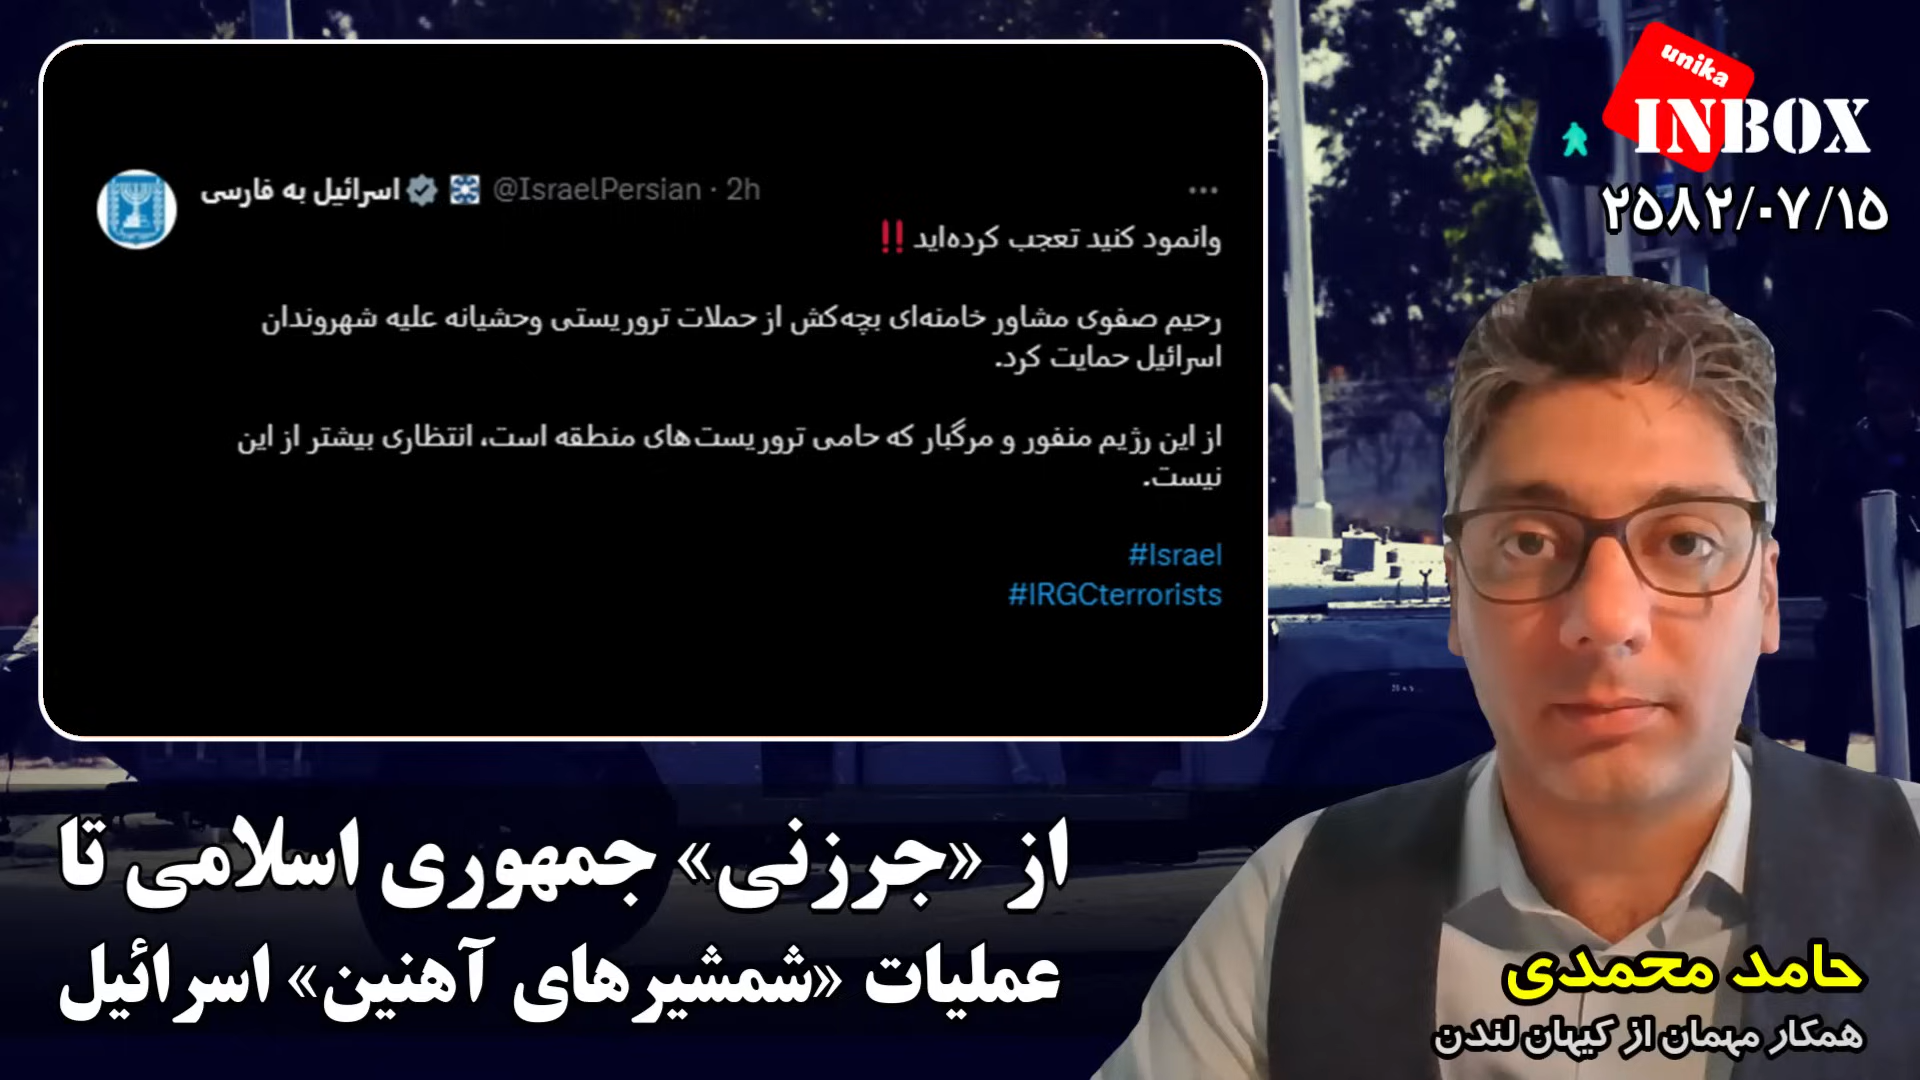 unika
INBOX
۲۵۸۲/۰۷/۱۵
اسرائیل به فارسی @IsraelPersian · 2h
وانمود کنید تعجب کرده‌اید‼
رحیم صفوی مشاور خامنه‌ای بچه‌کش از حملات تروریستی وحشیانه علیه شهروندان
اسرائیل حمایت کرد.
از این رژیم منفور و مرگبار که حامی تروریست‌های منطقه است، انتظاری بیشتر از این
نیست.
#Israel
#IRGCterrorists
از «جرزنی» جمهوری اسلامی تا
عملیات «شمشیرهای آهنین» اسرائیل
حامد محمدی
همکار مهمان از کیهان لندن